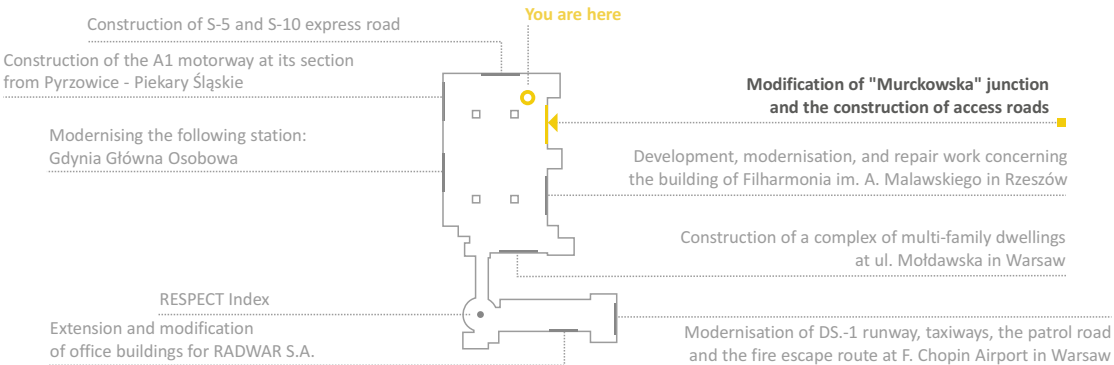 You are here
Construction of S-5 and S-10 express road
Construction of the A1 motorway at its section
from Pyrzowice - Piekary Śląskie
Modification of "Murckowska" junction
and the construction of access roads
Modernising the following station:
Gdynia Główna Osobowa
Development, modernisation, and repair work concerning
the building of Filharmonia im. A. Malawskiego in Rzeszów
Construction of a complex of multi-family dwellings
at ul. Mołdawska in Warsaw
RESPECT Index
Extension and modification
of office buildings for RADWAR S.A.
Modernisation of DS.-1 runway, taxiways, the patrol road
and the fire escape route at F. Chopin Airport in Warsaw